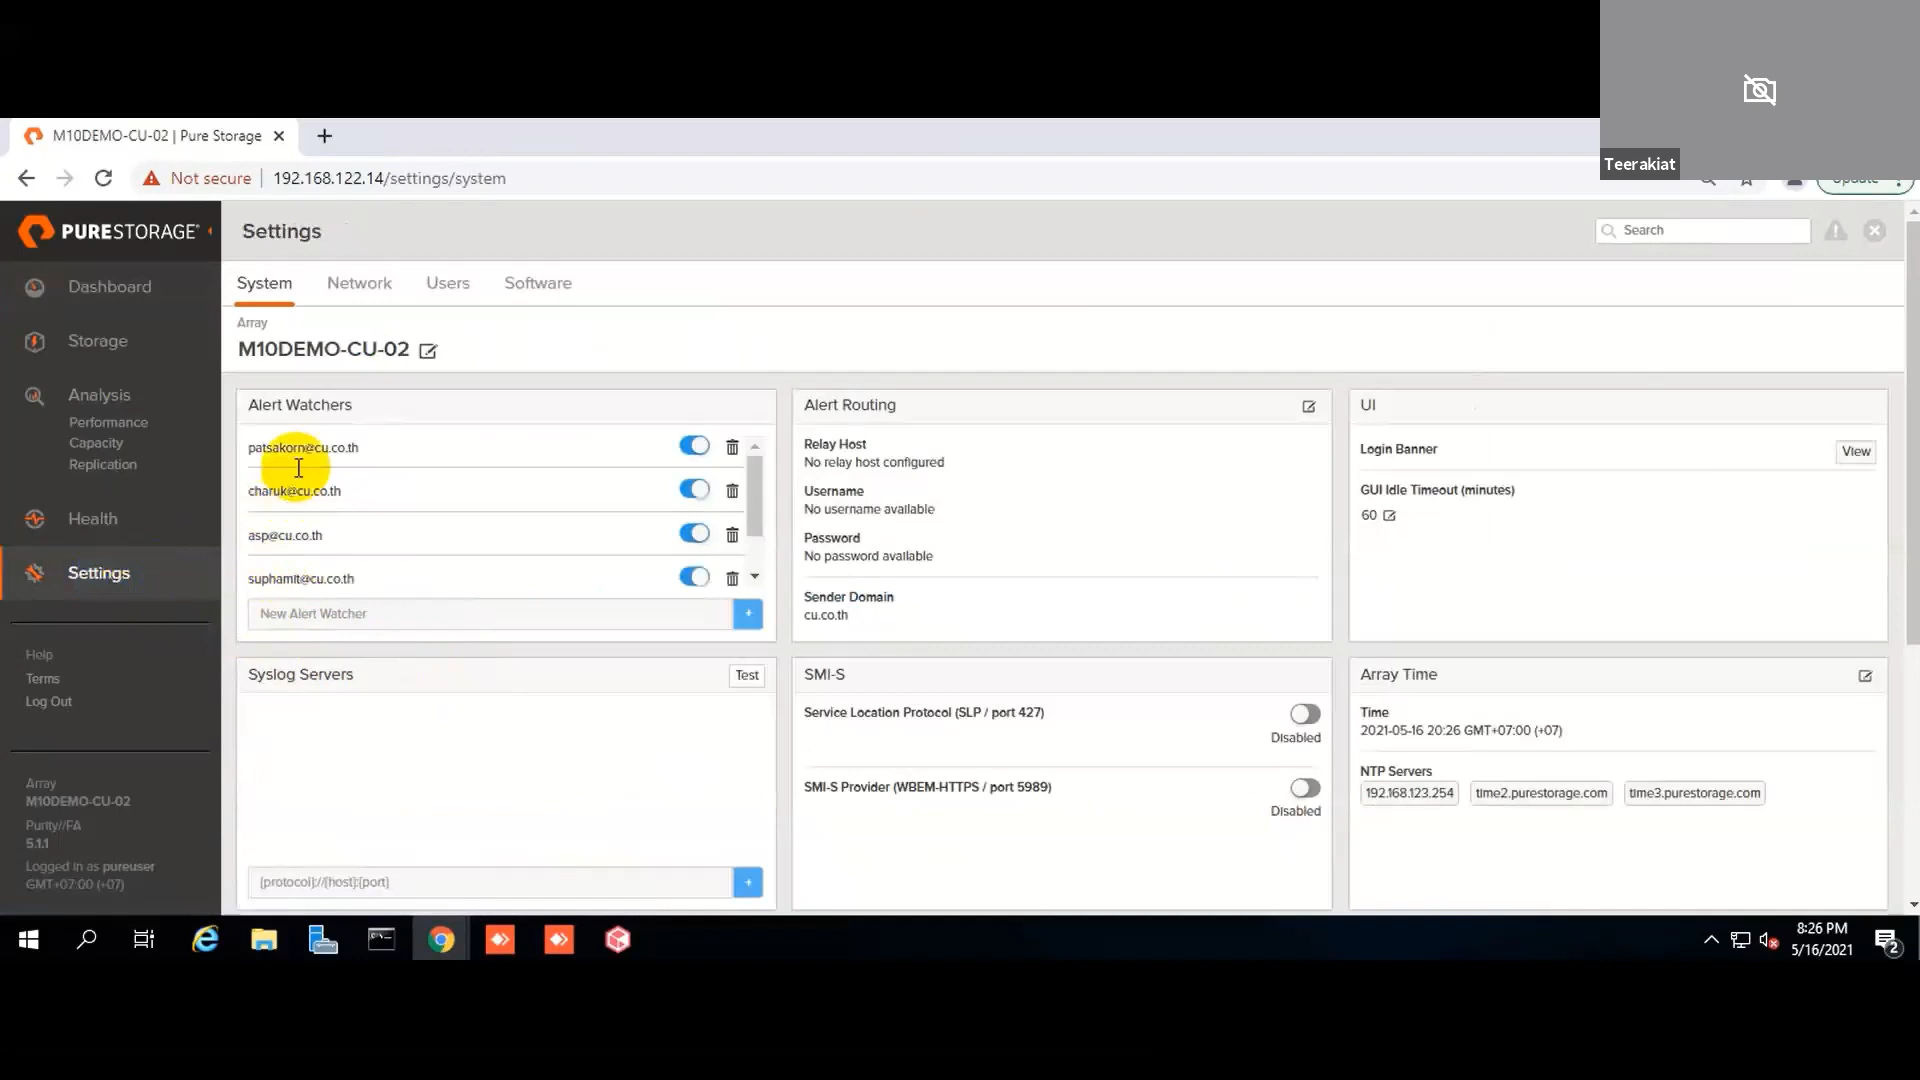 Teerakiat
M10DEMO-CU-02 | Pure Storage
Not secure
192.168.122.14/settings/system
Update
PURESTORAGE®
Settings
Search
Dashboard
Storage
Analysis
Performance
Capacity
Replication
Health
Settings
Help
Terms
Log Out
Array
M10DEMO-CU-02
Purity//FA
5.1.1
Logged in as pureuser
GMT+07:00 (+07)
System Network Users Software
Array
M10DEMO-CU-02
Alert Watchers
patsakorn@cu.co.th
charuk@cu.co.th
asp@cu.co.th
suphamit@cu.co.th
New Alert Watcher
+
Alert Routing
Relay Host
No relay host configured
Username
No username available
Password
No password available
Sender Domain
cu.co.th
UI
Login Banner
View
GUI Idle Timeout (minutes)
60
Syslog Servers
Test
[protocol]://[host]:[port]
+
SMI-S
Service Location Protocol (SLP / port 427)
Disabled
SMI-S Provider (WBEM-HTTPS / port 5989)
Disabled
Array Time
Time
2021-05-16 20:26 GMT+07:00 (+07)
NTP Servers
192.168.123.254 time2.purestorage.com time3.purestorage.com
8:26 PM
5/16/2021
2